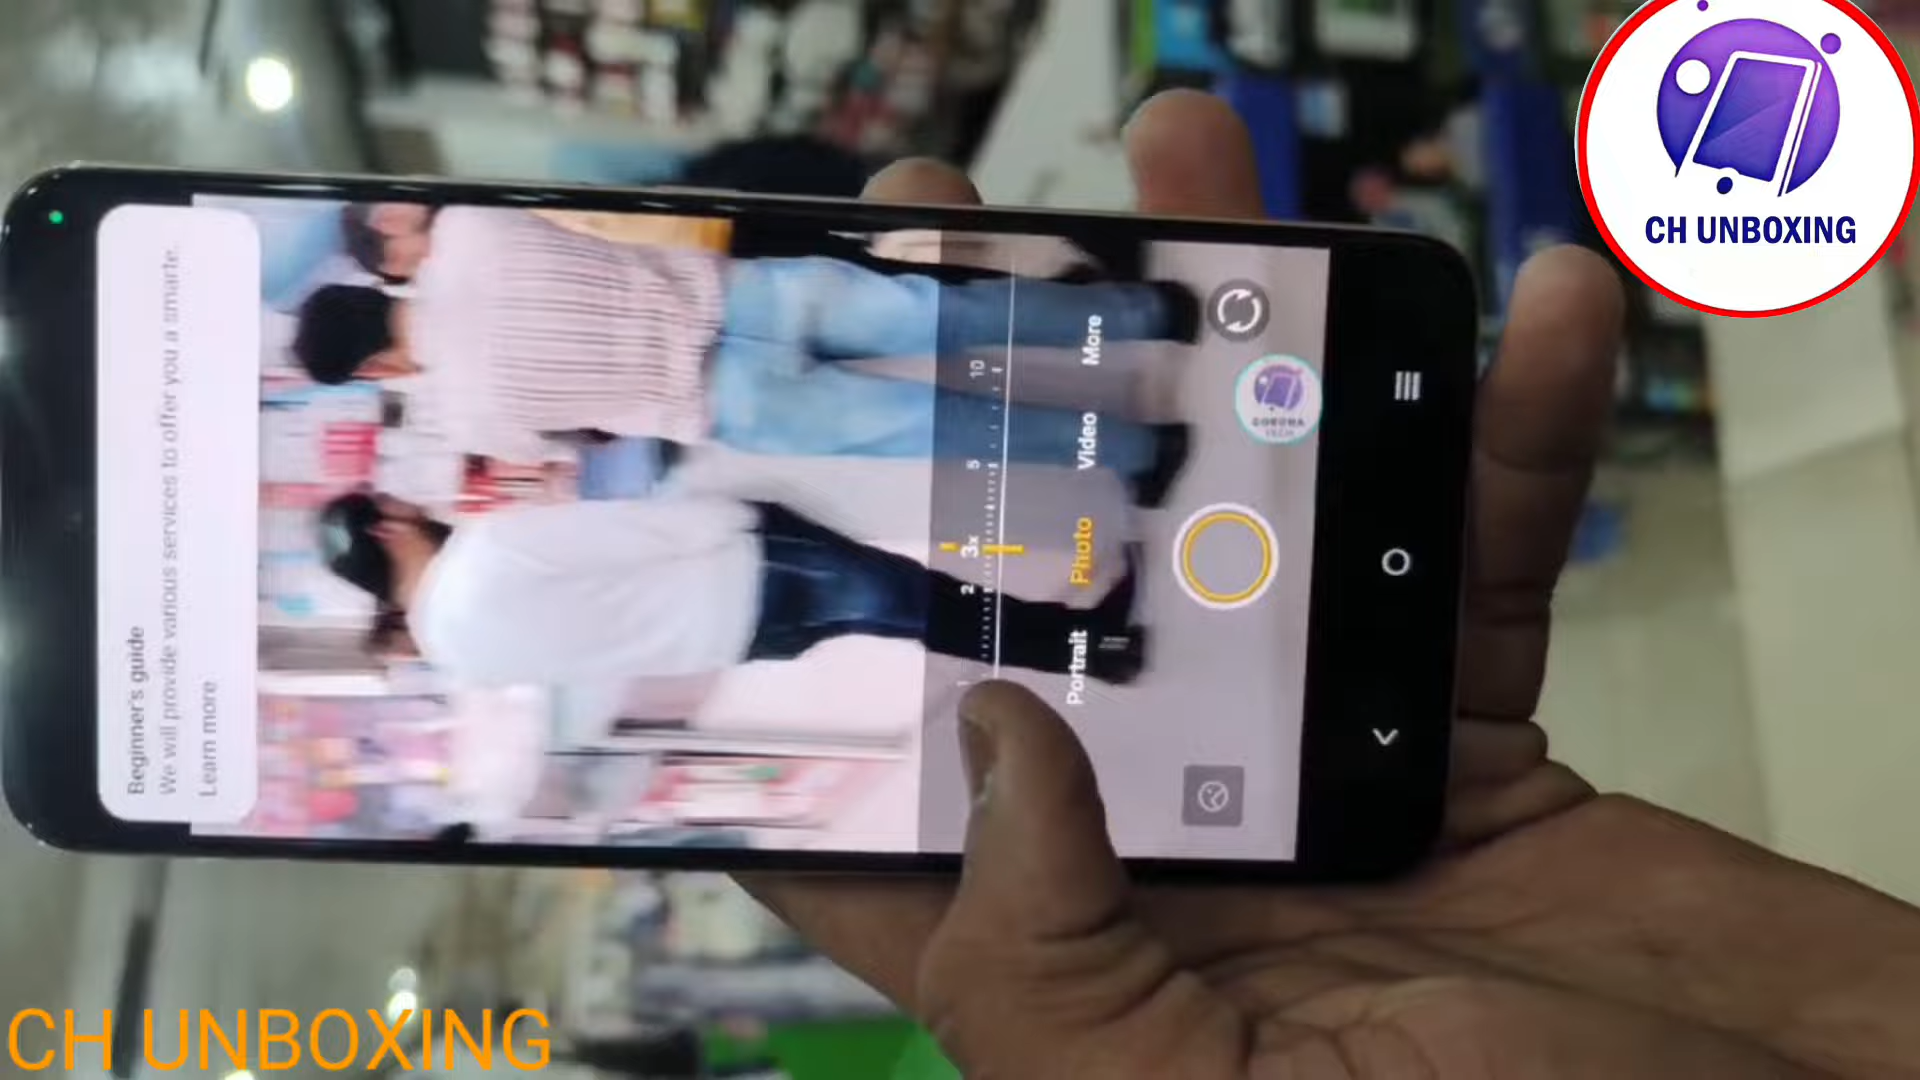 CH UNBOXING
Beginner's guide
We will provide various services to offer you a smarte.
Learn more
1
2
3x
5
10
Portrait
Photo
Video
More
CH UNBOXING